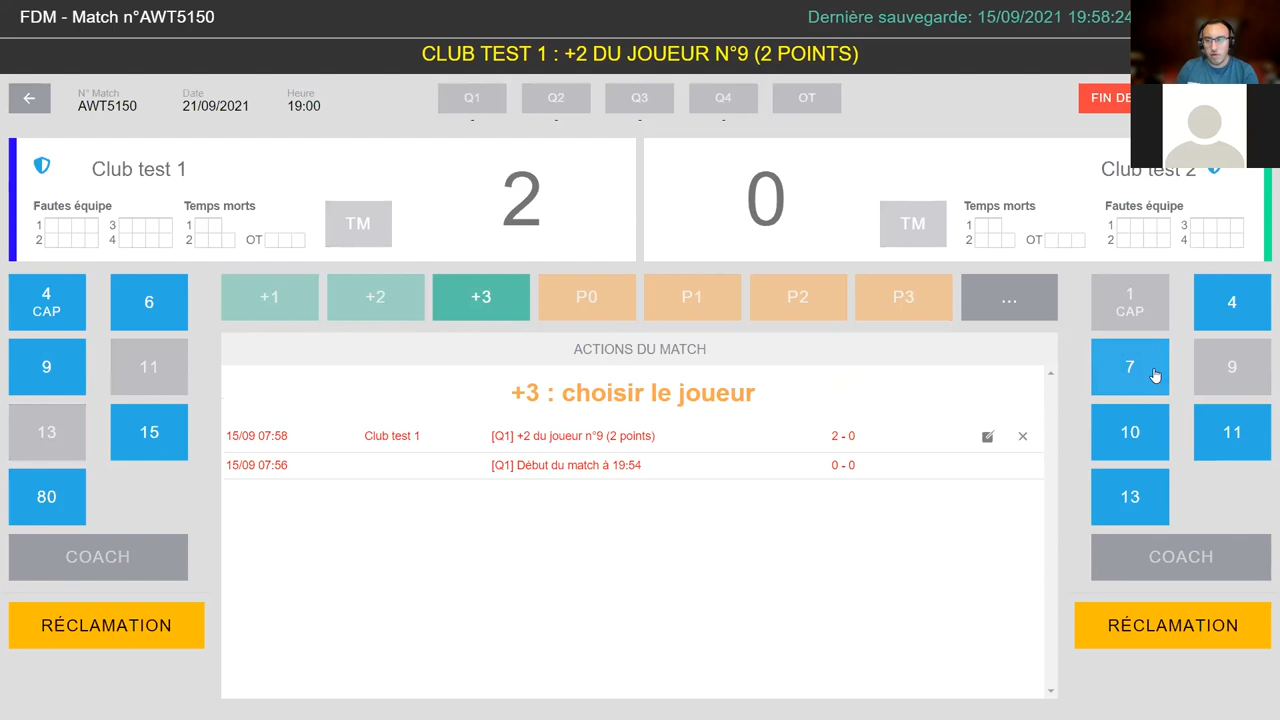 FDM - Match n°AWT5150
Dernière sauvegarde: 15/09/2021 19:58:24
CLUB TEST 1 : +2 DU JOUEUR N°9 (2 POINTS)
N° Match
AWT5150
Date
21/09/2021
Heure
19:00
Q1
-
Q2
-
Q3
-
Q4
-
OT
FIN DE
Club test 1
2
0
Club test 2
Fautes équipe
1
2
3
4
Temps morts
1
2
OT
TM
TM
Temps morts
1
2
OT
Fautes équipe
1
2
3
4
4
CAP
6
9
11
13
15
80
COACH
RÉCLAMATION
+1
+2
+3
P0
P1
P2
P3
...
ACTIONS DU MATCH
+3 : choisir le joueur
15/09 07:58 Club test 1 [Q1] +2 du joueur n°9 (2 points) 2 - 0
15/09 07:56 [Q1] Début du match à 19:54 0 - 0
1
CAP
4
7
9
10
11
13
COACH
RÉCLAMATION